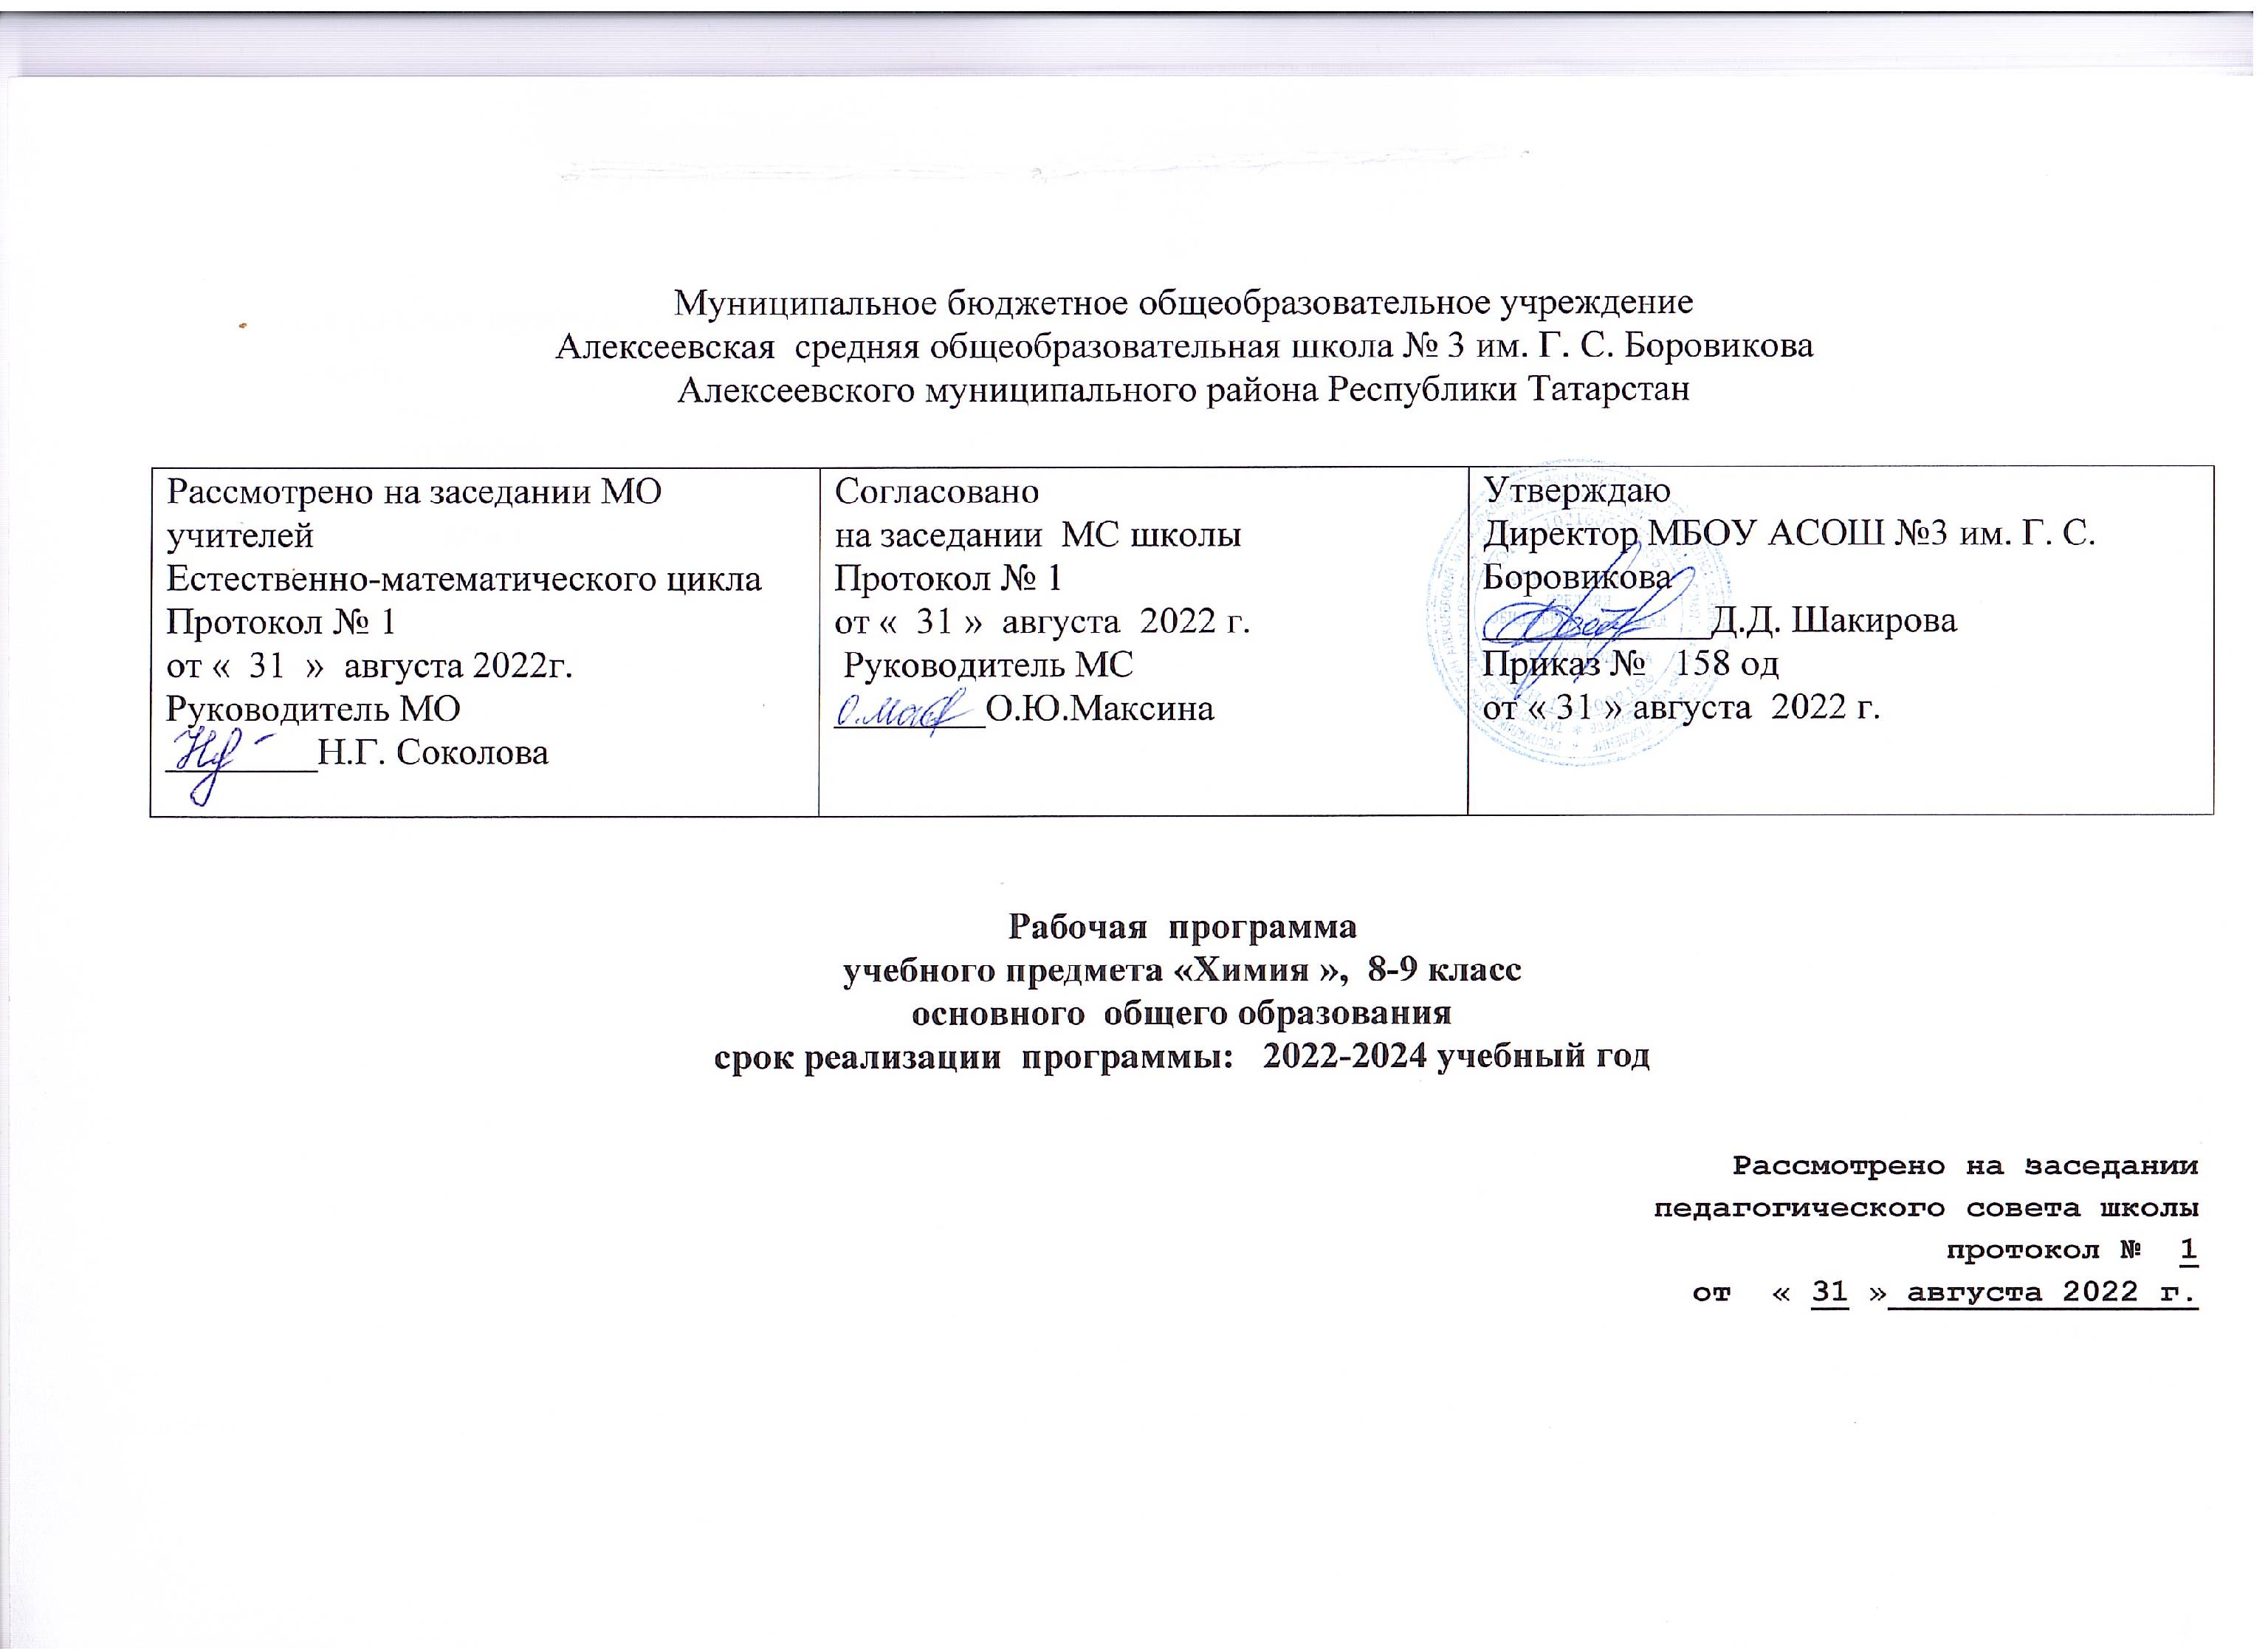 Муниципальное бюджетное общеобразовательное учреждение
Алексеевская средняя общеобразовательная школа № 3 им. Г. С. Боровикова
Алексеевского муниципального района Республики Татарстан
Рассмотрено на заседании МО
учителей
Естественно-математического цикла
Протокол № 1
от « 31 » августа 2022г.
Руководитель МО
__________Н.Г. Соколова
Согласовано
на заседании МС школы
Протокол № 1
от « 31 » августа 2022 г.
Руководитель МС
__________О.Ю.Максина
Утверждаю
Директор МБОУ АСОШ №3 им. Г. С.
Боровикова
_______________Д.Д. Шакирова
Приказ № 158 од
от « 31 » августа 2022 г.
Рабочая программа
учебного предмета «Химия », 8-9 класс
основного общего образования
срок реализации программы: 2022-2024 учебный год
Рассмотрено на заседании
педагогического совета школы
протокол № 1
от « 31 » августа 2022 г.